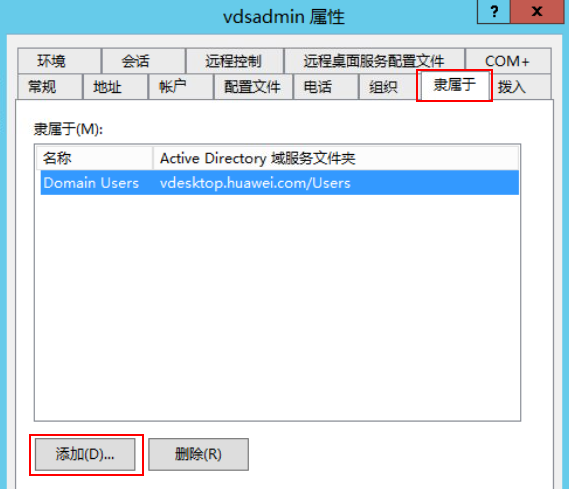 vdsadmin 属性
? x
环境 会话 远程控制 远程桌面服务配置文件 COM+
常规 地址 帐户 配置文件 电话 组织 隶属于 拨入
隶属于(M):
名称 Active Directory 域服务文件夹
Domain Users vdesktop.huawei.com/Users
添加(D)... 删除(R)